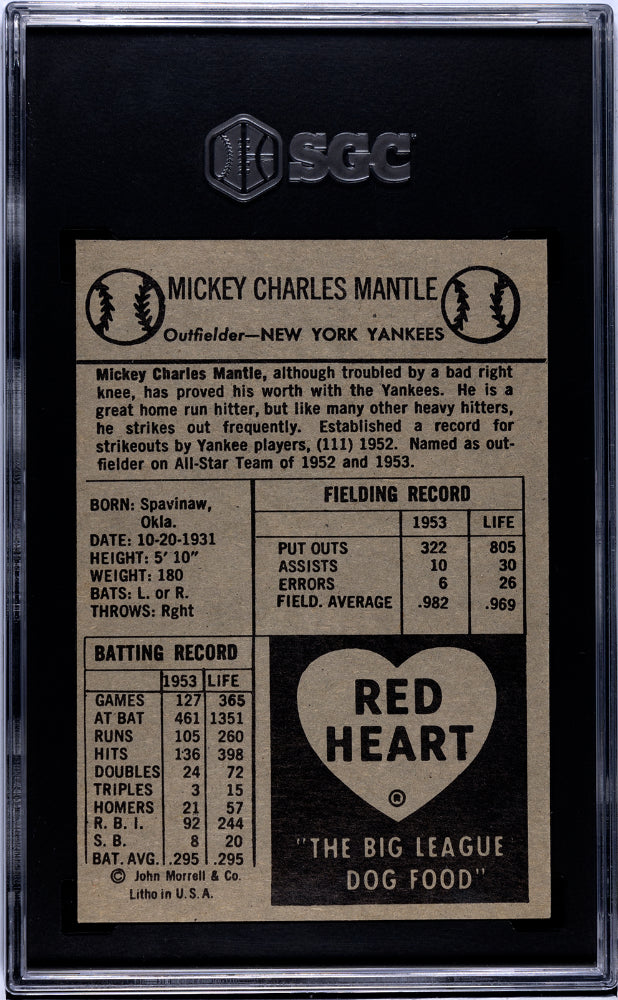 SGC
MICKEY CHARLES MANTLE
Outfielder—NEW YORK YANKEES
Mickey Charles Mantle, although troubled by a bad right
knee, has proved his worth with the Yankees. He is a
great home run hitter, but like many other heavy hitters,
he strikes out frequently. Established a record for
strikeouts by Yankee players, (111) 1952. Named as out-
fielder on All-Star Team of 1952 and 1953.
BORN: Spavinaw,
Okla.
DATE: 10-20-1931
HEIGHT: 5' 10"
WEIGHT: 180
BATS: L. or R.
THROWS: Rght
FIELDING RECORD
1953 LIFE
PUT OUTS 322 805
ASSISTS 10 30
ERRORS 6 26
FIELD. AVERAGE .982 .969
BATTING RECORD
1953 LIFE
GAMES 127 365
AT BAT 461 1351
RUNS 105 260
HITS 136 398
DOUBLES 24 72
TRIPLES 3 15
HOMERS 21 57
R. B. I. 92 244
S. B. 8 20
BAT. AVG. .295 .295
© John Morrell & Co.
Litho in U. S. A.
RED
HEART
®
"THE BIG LEAGUE
DOG FOOD"